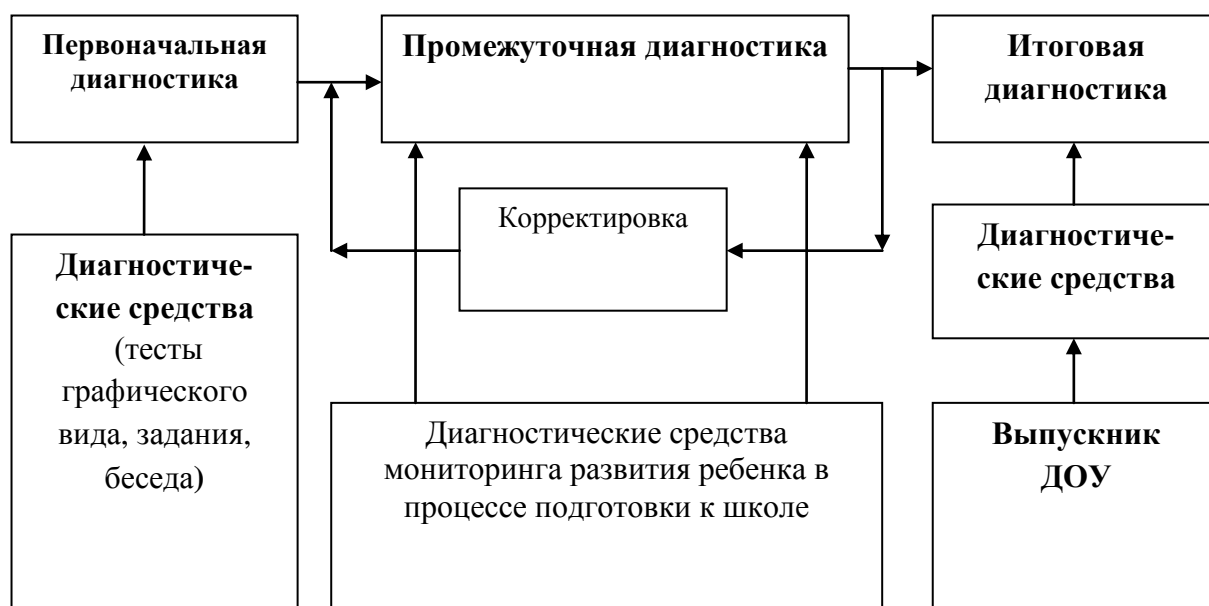 Первоначальная
диагностика
Промежуточная диагностика
Итоговая
диагностика
Корректировка
Диагностиче-
ские средства
(тесты
графического
вида, задания,
беседа)
Диагностиче-
ские средства
Диагностические средства
мониторинга развития ребенка в
процессе подготовки к школе
Выпускник
ДОУ